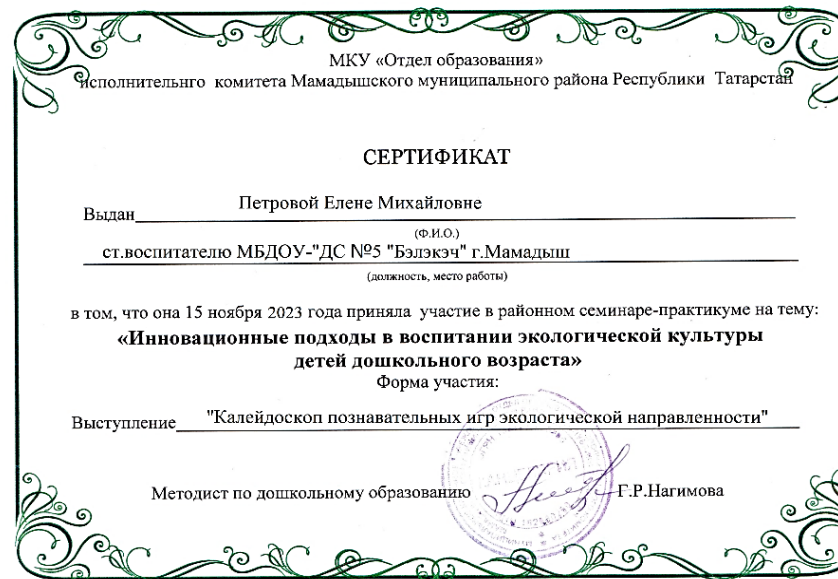 МКУ «Отдел образования»
исполнительнго комитета Мамадышского муниципального района Республики Татарстан
СЕРТИФИКАТ
Выдан Петровой Елене Михайловне
(Ф.И.О.)
ст.воспитателю МБДОУ-"ДС №5 "Бэлэкэч" г.Мамадыш
(должность, место работы)
в том, что она 15 ноября 2023 года приняла участие в районном семинаре-практикуме на тему:
«Инновационные подходы в воспитании экологической культуры
детей дошкольного возраста»
Форма участия:
Выступление "Калейдоскоп познавательных игр экологической направленности"
Методист по дошкольному образованию Г.Р.Нагимова